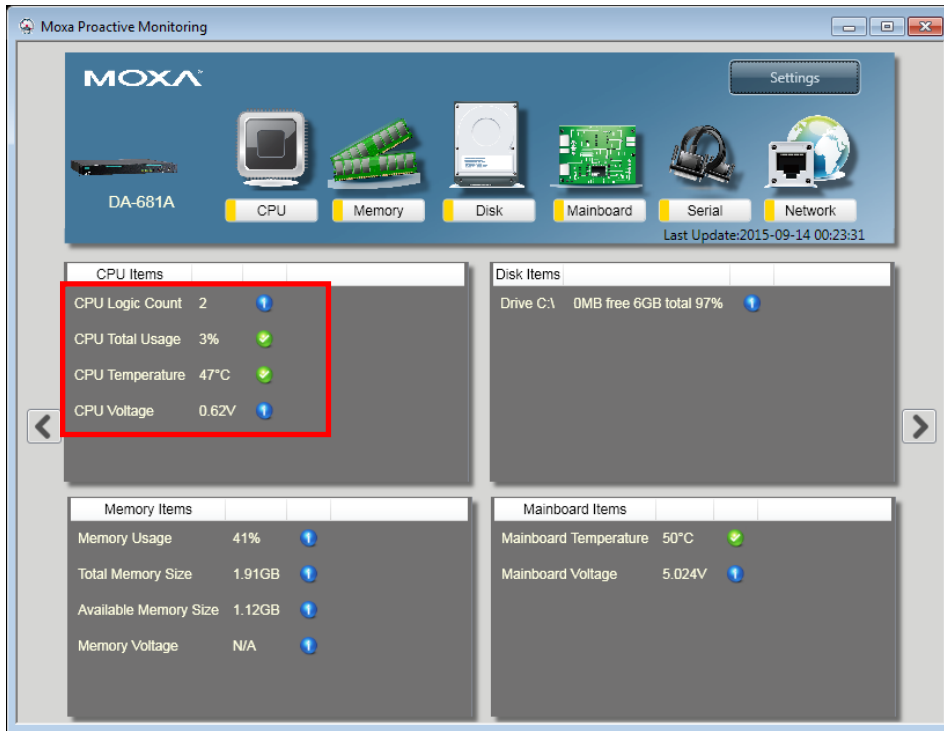 Moxa Proactive Monitoring
MOXA
Settings
DA-681A
CPU
Memory
Disk
Mainboard
Serial
Network
Last Update:2015-09-14 00:23:31
CPU Items
CPU Logic Count 2
CPU Total Usage 3%
CPU Temperature 47°C
CPU Voltage 0.62V
Disk Items
Drive C:\ 0MB free 6GB total 97%
Memory Items
Memory Usage 41%
Total Memory Size 1.91GB
Available Memory Size 1.12GB
Memory Voltage N/A
Mainboard Items
Mainboard Temperature 50°C
Mainboard Voltage 5.024V